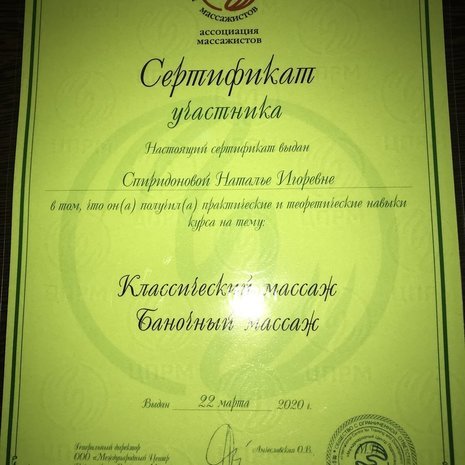 массажистов
ассоциация
массажистов
Сертификат
участника
Настоящий сертификат выдан
Спиридоновой Наталье Игоревне
в том, что он(а) получил(а) практические и теоретические навыки
курса на тему:
Классический массаж
Баночный массаж
Выдан 22 марта 2020 г.
Генеральный директор
ООО «Международный Центр